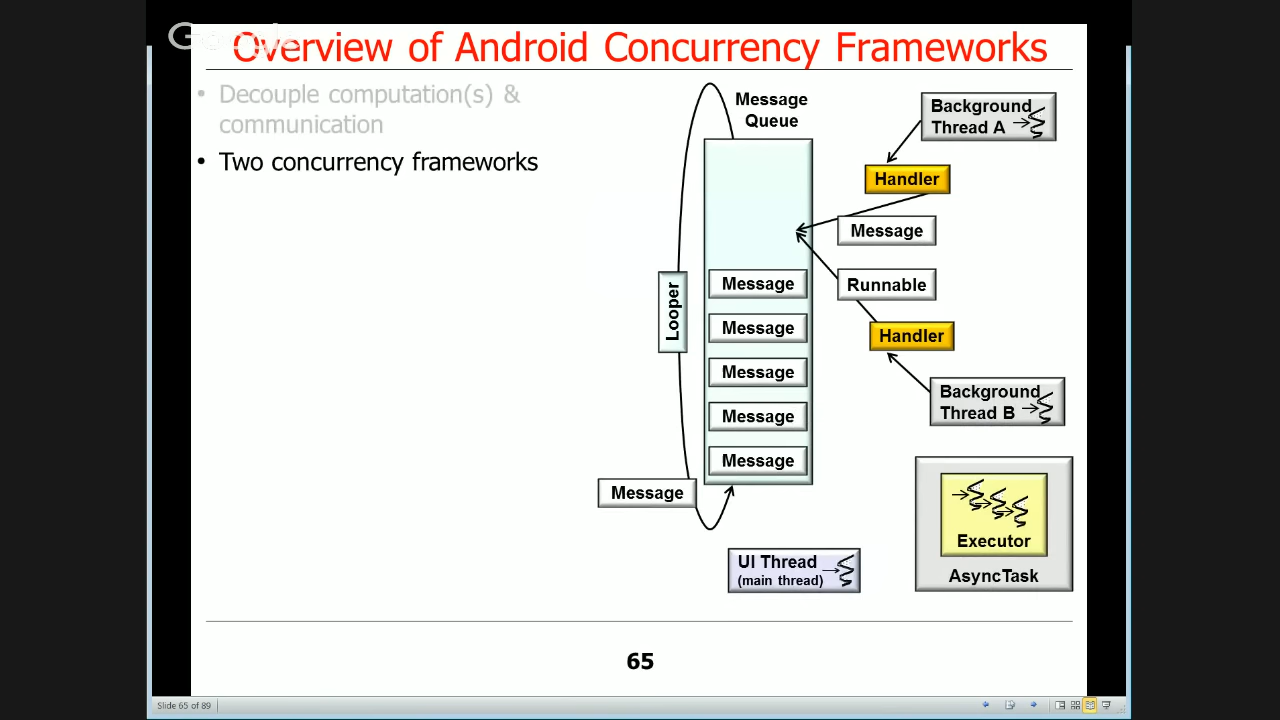 Google
Overview of Android Concurrency Frameworks
• Decouple computation(s) &
communication
• Two concurrency frameworks
Message
Queue
Background
Thread A
Handler
Message
Runnable
Handler
Background
Thread B
Looper
Message
Message
Message
Message
Message
Message
UI Thread
(main thread)
Executor
AsyncTask
65
Slide 65 of 89